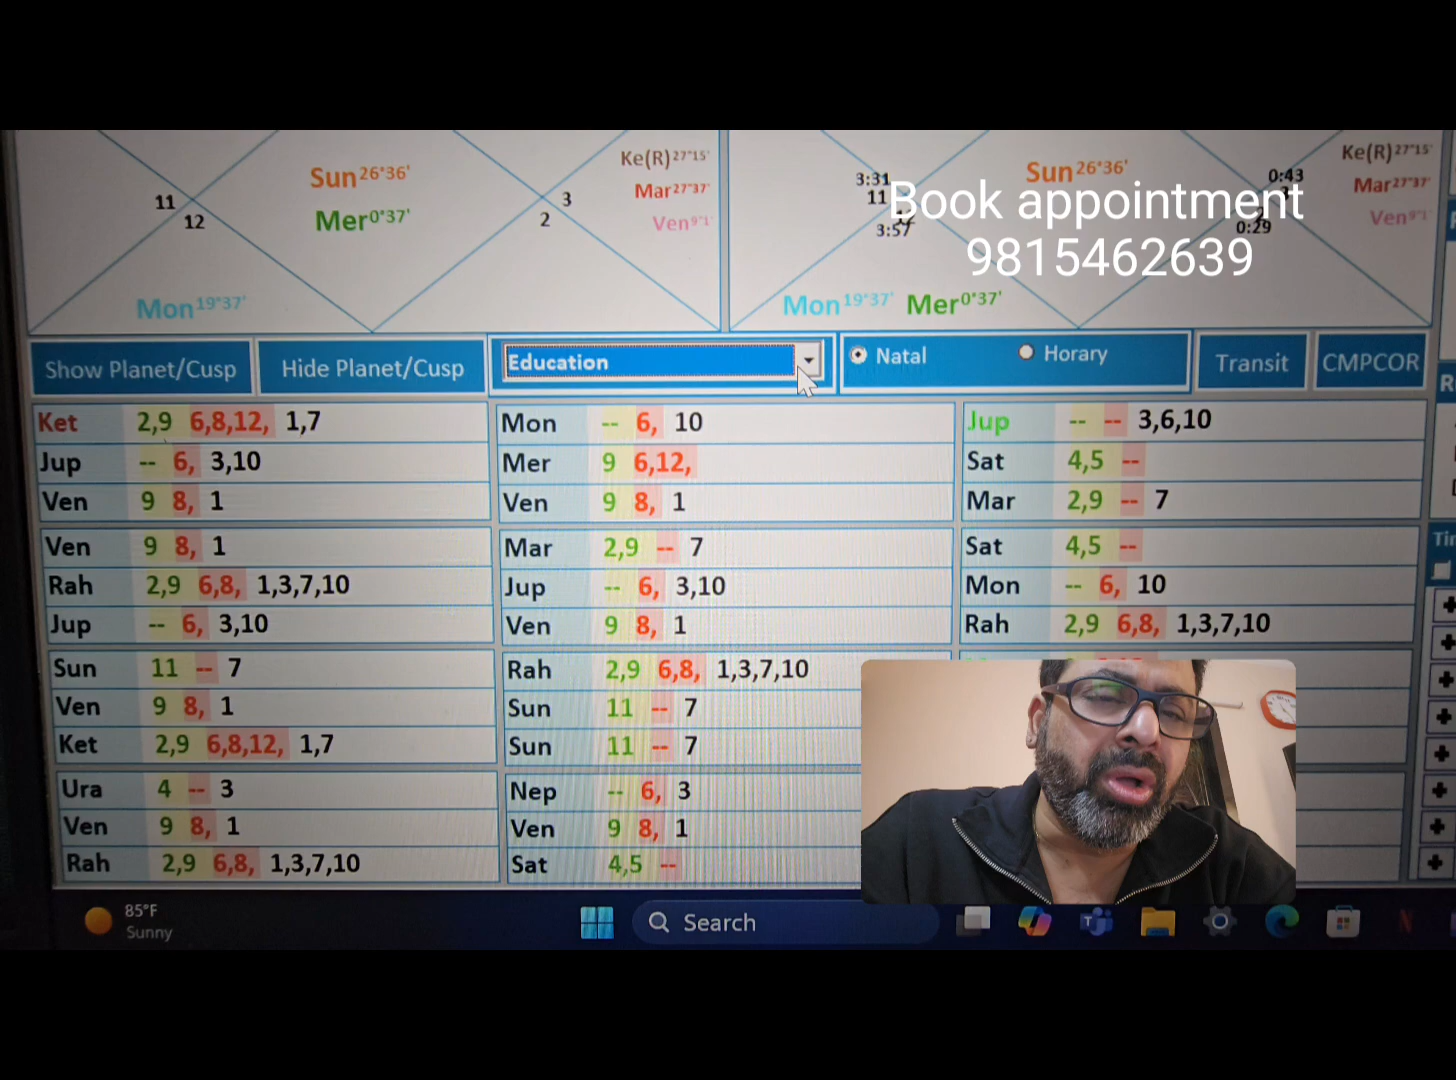 Ke(R) 27°15'
Sun 26°36'
Mar 27°37'
11
3
12
Mer 0°37'
2
Ven 9°1'
Mon 19°37'
Ke(R) 27°15'
Sun 26°36'
3:31
0:43
Mar 27°37'
11
Book appointment
Ven 9°1'
3:57
0:29
9815462639
Mon 19°37' Mer 0°37'
Show Planet/Cusp Hide Planet/Cusp Education Natal Horary Transit CMPCOR
Ket 2,9 6,8,12, 1,7
Jup -- 6, 3,10
Ven 9 8, 1
Ven 9 8, 1
Rah 2,9 6,8, 1,3,7,10
Jup -- 6, 3,10
Sun 11 -- 7
Ven 9 8, 1
Ket 2,9 6,8,12, 1,7
Ura 4 -- 3
Ven 9 8, 1
Rah 2,9 6,8, 1,3,7,10
Mon -- 6, 10
Mer 9 6,12,
Ven 9 8, 1
Mar 2,9 -- 7
Jup -- 6, 3,10
Ven 9 8, 1
Rah 2,9 6,8, 1,3,7,10
Sun 11 -- 7
Sun 11 -- 7
Nep -- 6, 3
Ven 9 8, 1
Sat 4,5 --
Jup -- -- 3,6,10
Sat 4,5 --
Mar 2,9 -- 7
Sat 4,5 --
Mon -- 6, 10
Rah 2,9 6,8, 1,3,7,10
85°F
Sunny
Search